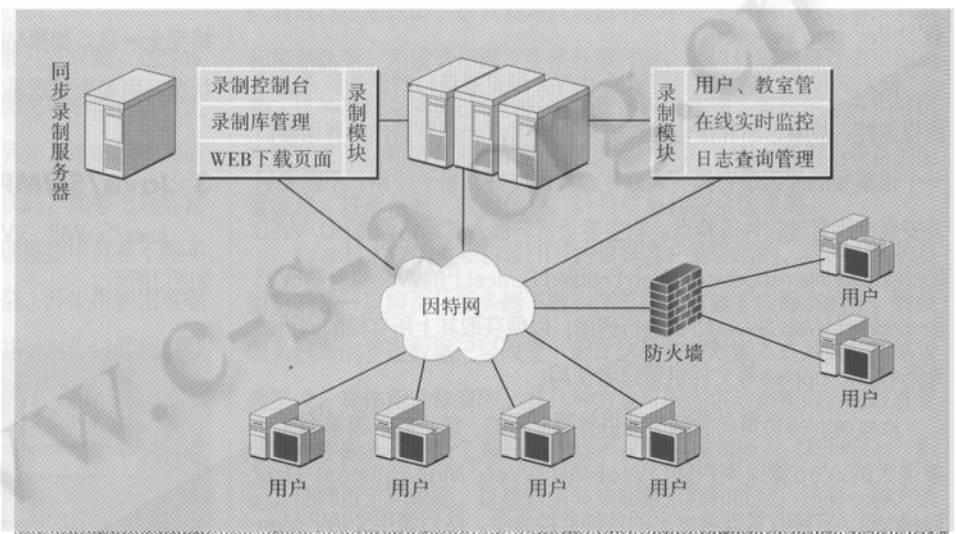 同步录制服务器
录制控制台
录制库管理
WEB下载页面
录制模块
录制模块
用户、教室管
在线实时监控
日志查询管理
因特网
防火墙
用户
用户
用户
用户
用户
用户
www.c-s-a.org.cn